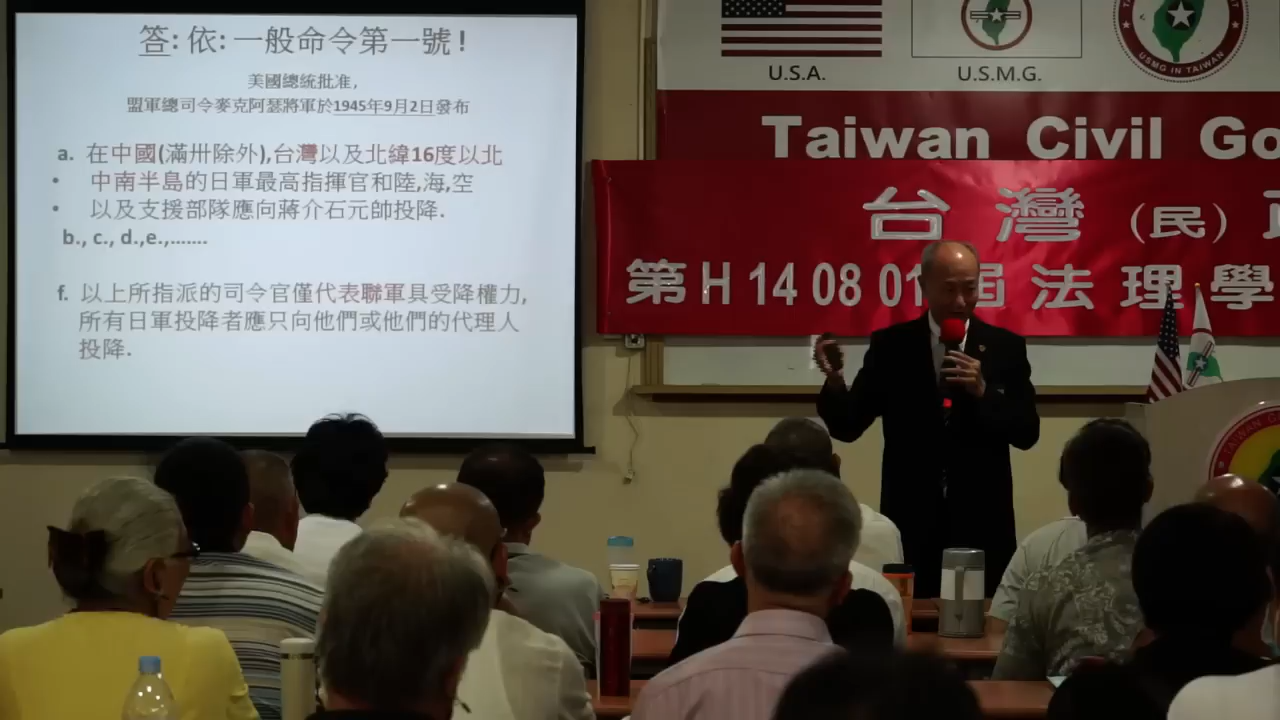 答: 依: 一般命令第一號 !
美國總統批准,
盟軍總司令麥克阿瑟將軍於1945年9月2日發布
a. 在中國(滿卅除外),台灣以及北緯16度以北
• 中南半島的日軍最高指揮官和陸,海,空
• 以及支援部隊應向蔣介石元帥投降.
b., c., d.,e.,.......
f. 以上所指派的司令官僅代表聯軍具受降權力,
所有日軍投降者應只向他們或他們的代理人
投降.
U.S.A.
U.S.M.G.
USMG IN TAIWAN
Taiwan Civil Go
台 灣 (民)
第H 14 08 01屆 法 理 學